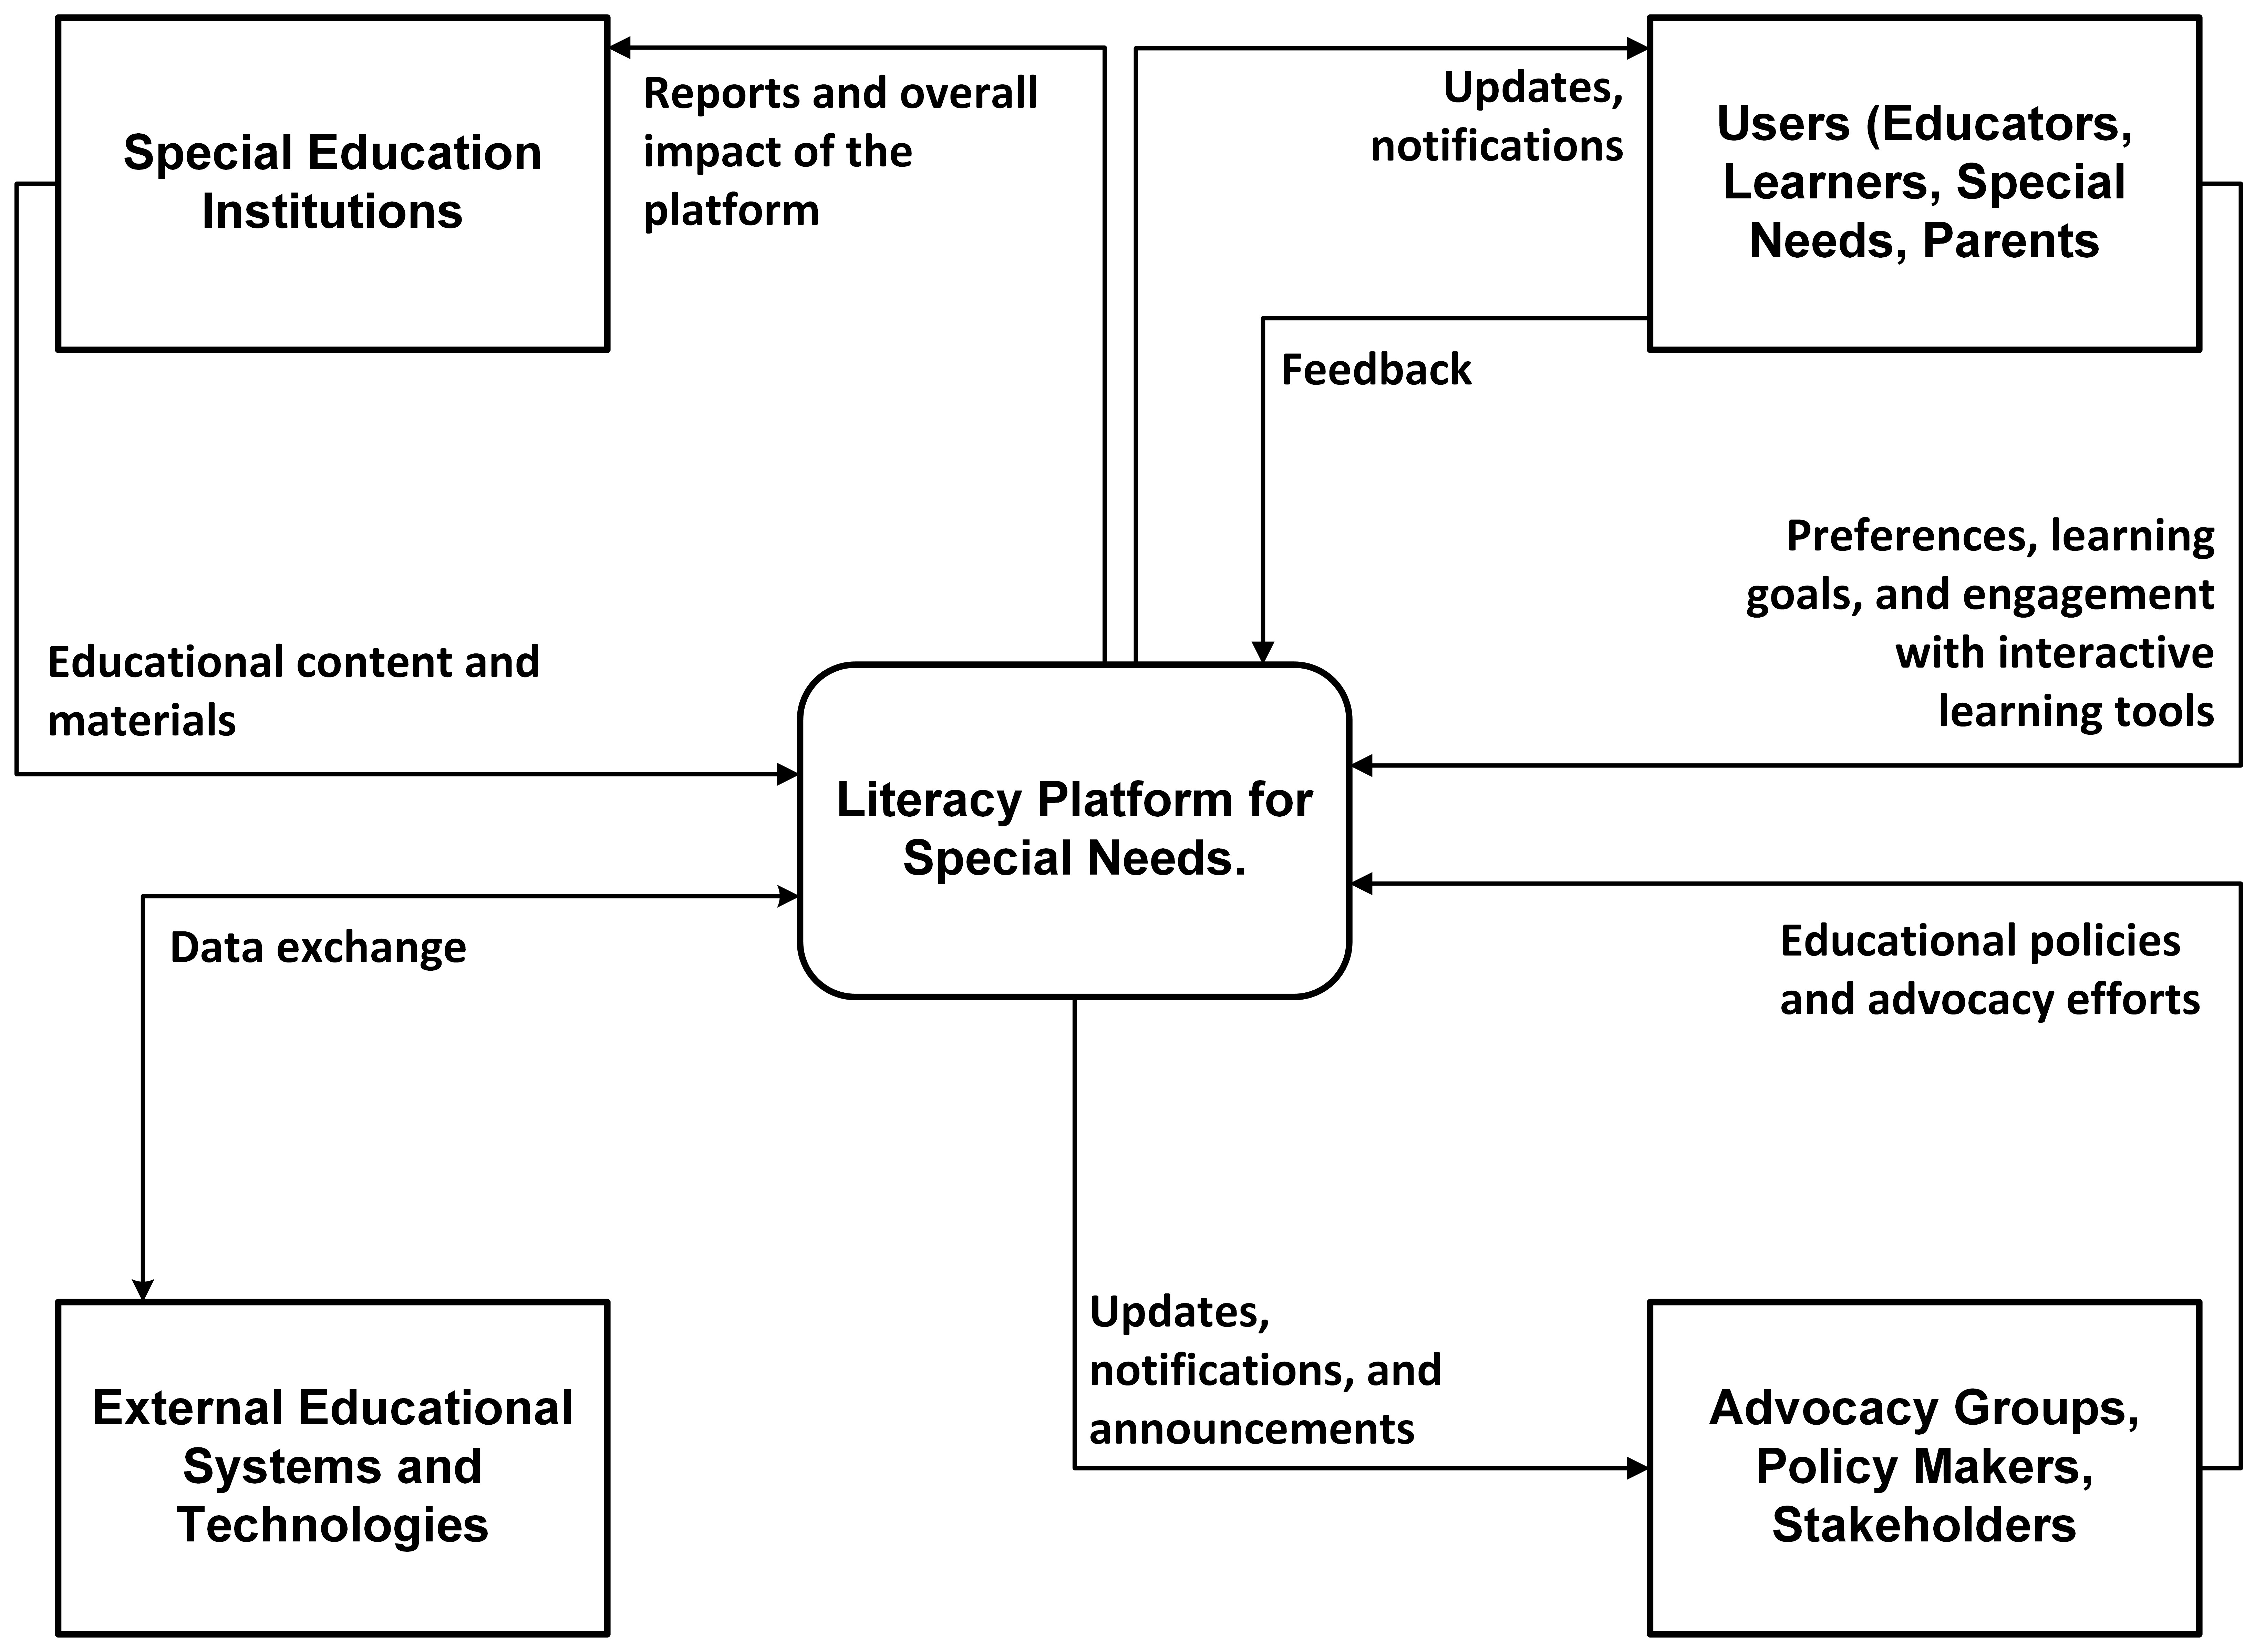 Special Education
Institutions
Reports and overall
impact of the
platform
Updates,
notifications
Users (Educators,
Learners, Special
Needs, Parents
Feedback
Preferences, learning
goals, and engagement
with interactive
learning tools
Educational content and
materials
Literacy Platform for
Special Needs.
Data exchange
Educational policies
and advocacy efforts
Updates,
notifications, and
announcements
External Educational
Systems and
Technologies
Advocacy Groups,
Policy Makers,
Stakeholders